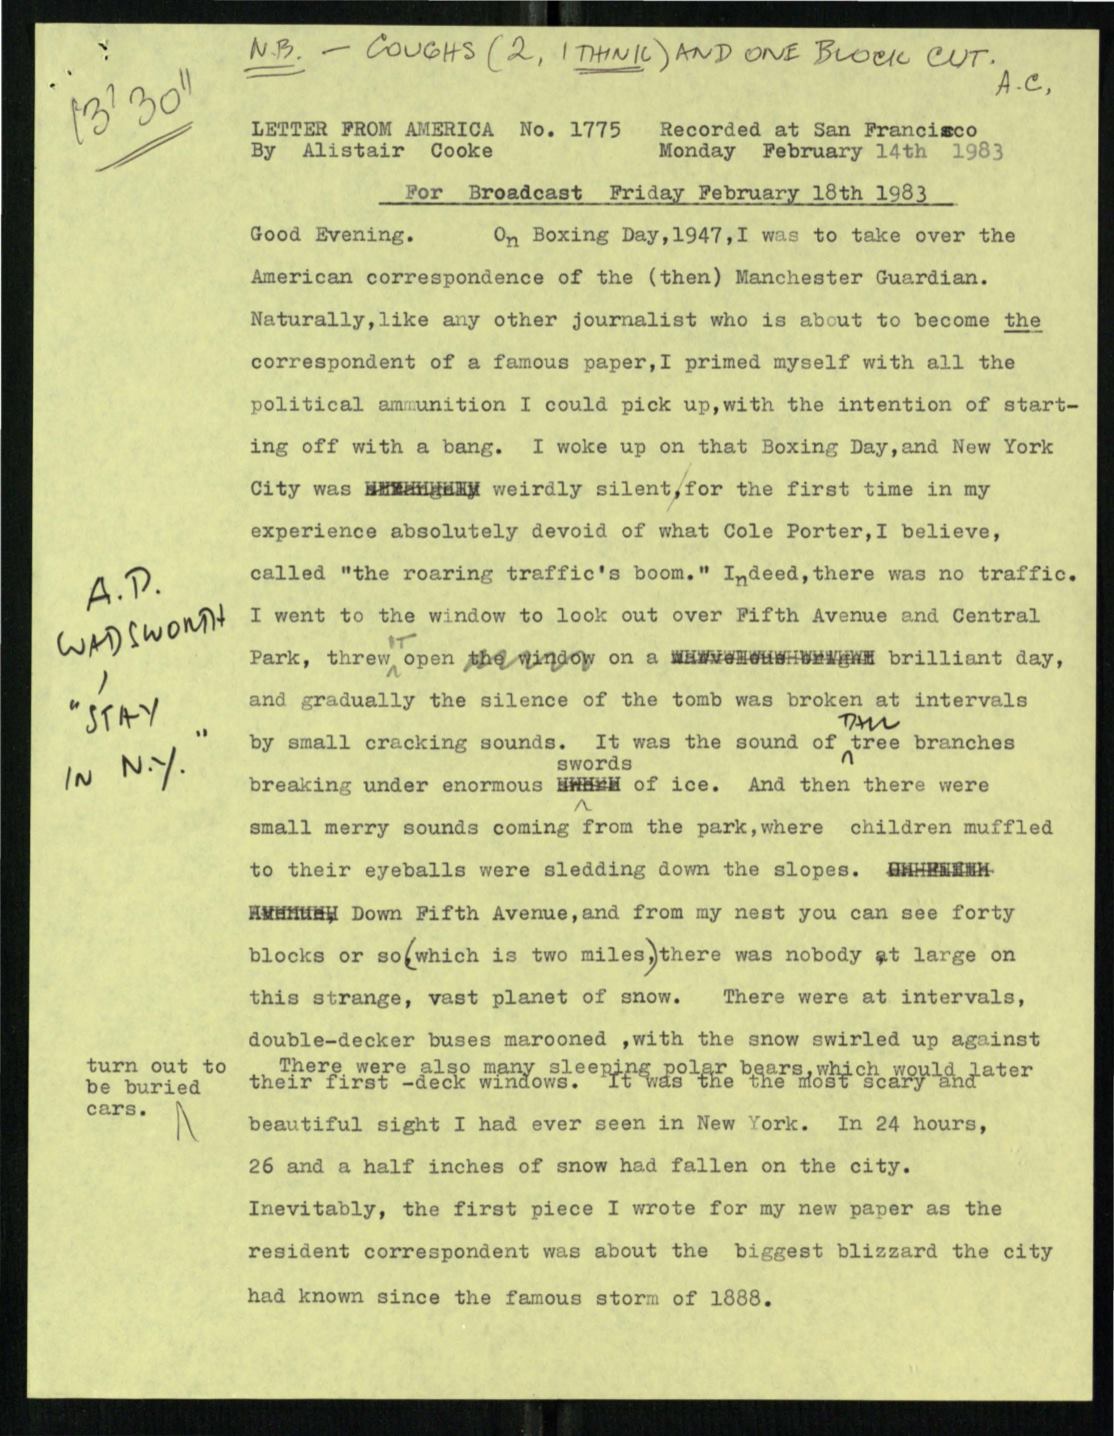 N.B. — COUGHS (2, I THINK) AND ONE BLOCK CUT.
A.C.
13' 30"
LETTER FROM AMERICA No. 1775 Recorded at San Francisco
By Alistair Cooke Monday February 14th 1983
For Broadcast Friday February 18th 1983
Good Evening. On Boxing Day,1947,I was to take over the
American correspondence of the (then) Manchester Guardian.
Naturally,like any other journalist who is about to become the
correspondent of a famous paper,I primed myself with all the
political ammunition I could pick up,with the intention of start-
ing off with a bang. I woke up on that Boxing Day,and New York
City was weirdly silent,for the first time in my
experience absolutely devoid of what Cole Porter,I believe,
called "the roaring traffic's boom." Indeed,there was no traffic.
A.P.
WADSWORTH
"STAY
IN N.Y."
I went to the window to look out over Fifth Avenue and Central
IT
Park, threw open the window on a brilliant day,
and gradually the silence of the tomb was broken at intervals
TALL
by small cracking sounds. It was the sound of tree branches
swords
breaking under enormous of ice. And then there were
small merry sounds coming from the park,where children muffled
to their eyeballs were sledding down the slopes.
Down Fifth Avenue,and from my nest you can see forty
blocks or so(which is two miles,)there was nobody at large on
this strange, vast planet of snow. There were at intervals,
double-decker buses marooned ,with the snow swirled up against
There were also many sleeping polar bears,which would later
turn out to
be buried
cars.
their first -deck windows. It was the the most scary and
beautiful sight I had ever seen in New York. In 24 hours,
26 and a half inches of snow had fallen on the city.
Inevitably, the first piece I wrote for my new paper as the
resident correspondent was about the biggest blizzard the city
had known since the famous storm of 1888.